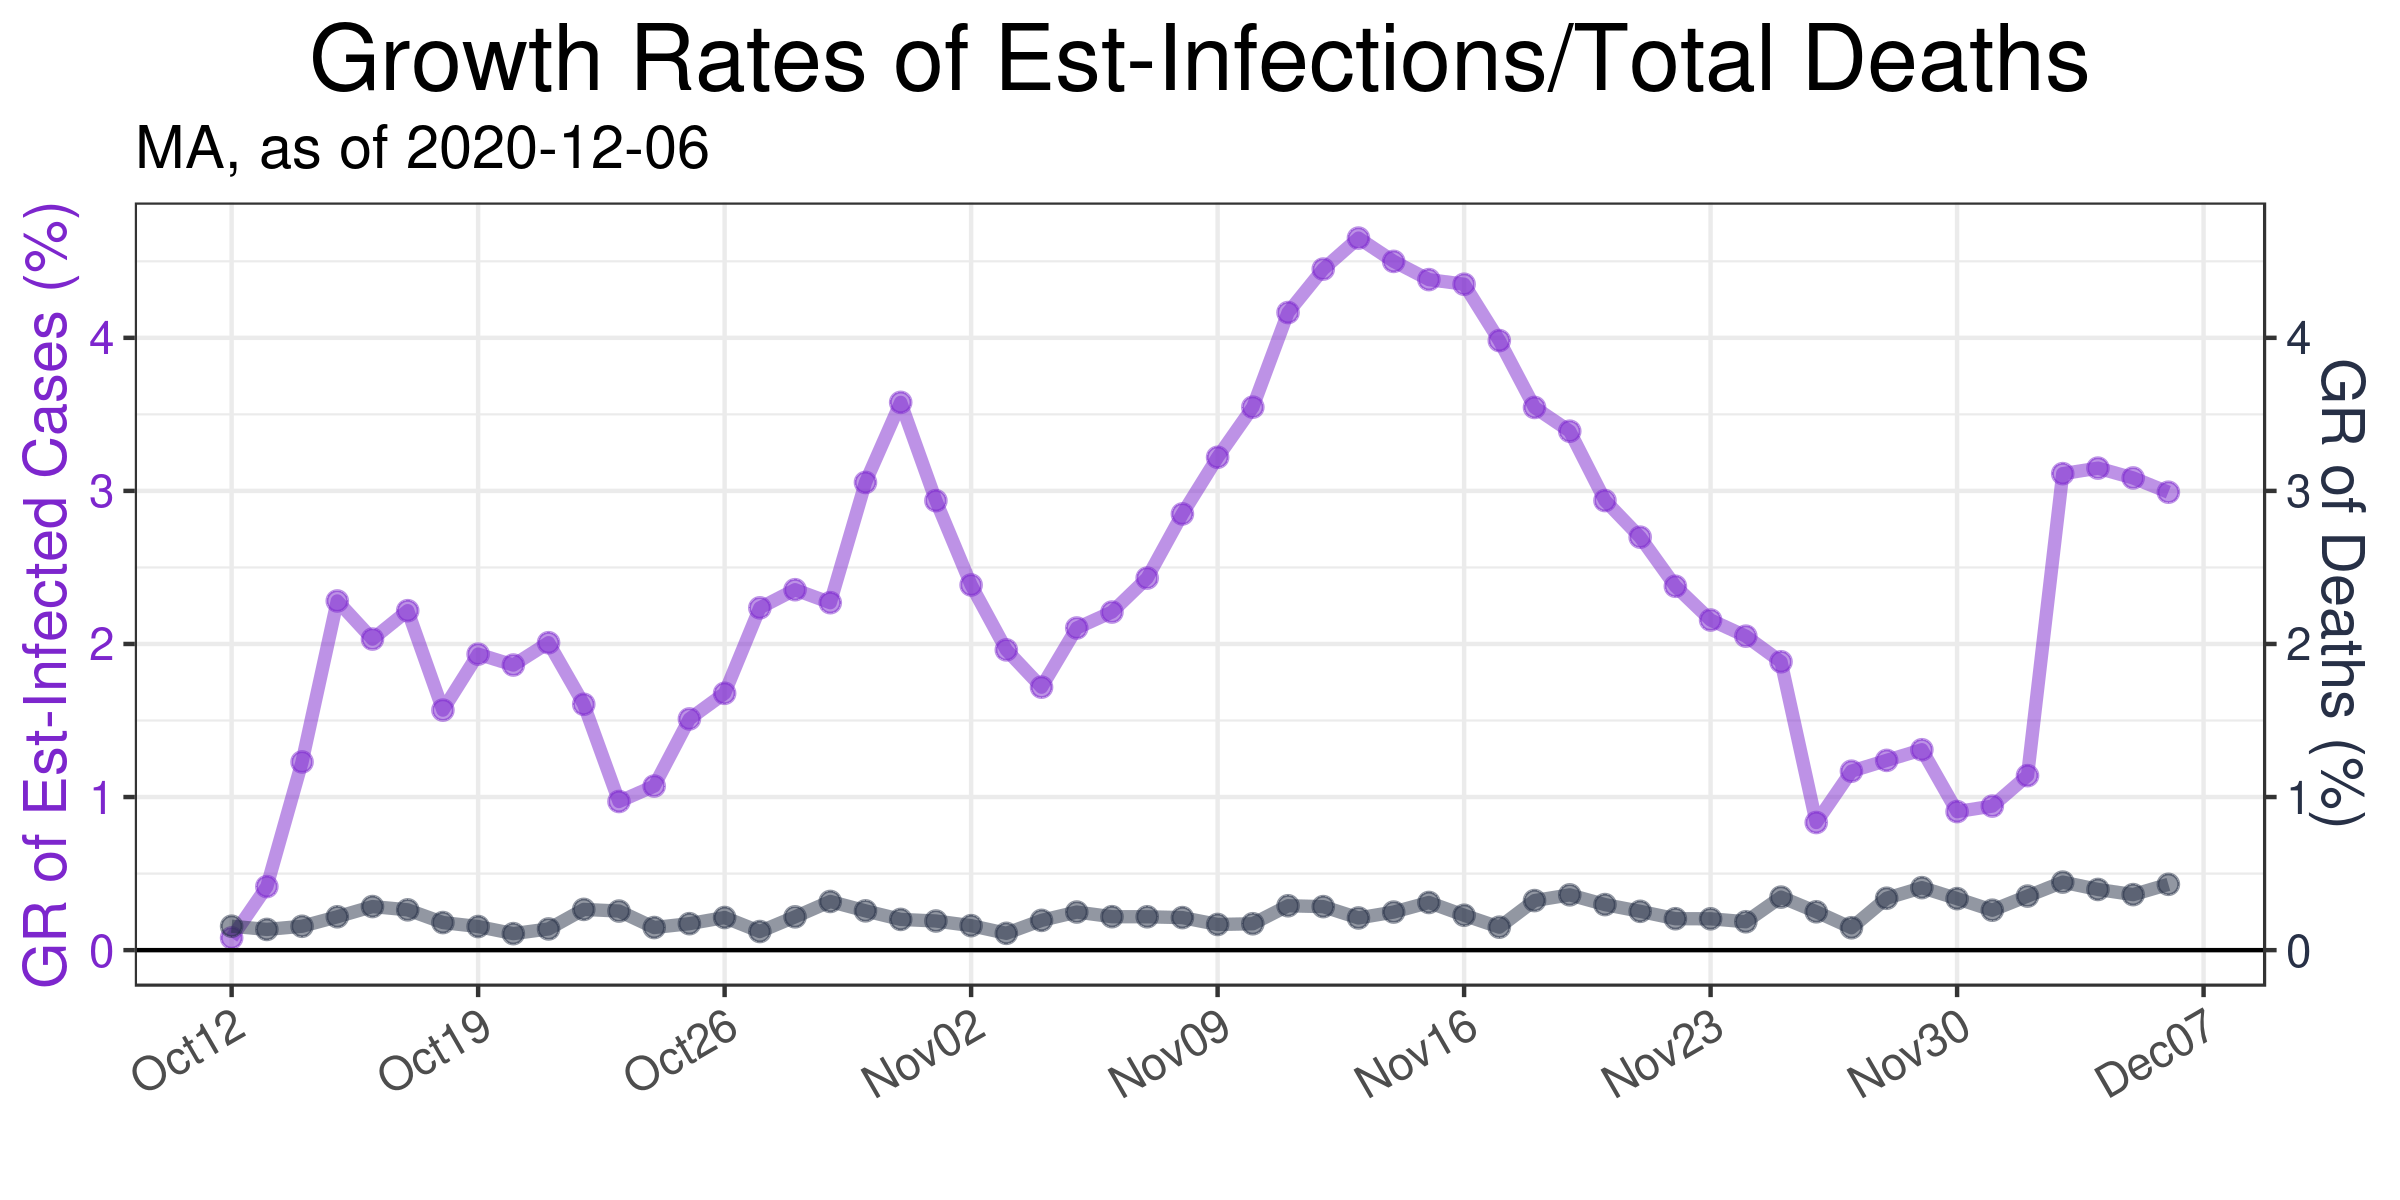 Growth Rates of Est-Infections/Total Deaths
MA, as of 2020-12-06
GR of Est-Infected Cases (%)
4
3
2
1
0
4
3
2
1
0
GR of Deaths (%)
Oct12
Oct19
Oct26
Nov02
Nov09
Nov16
Nov23
Nov30
Dec07